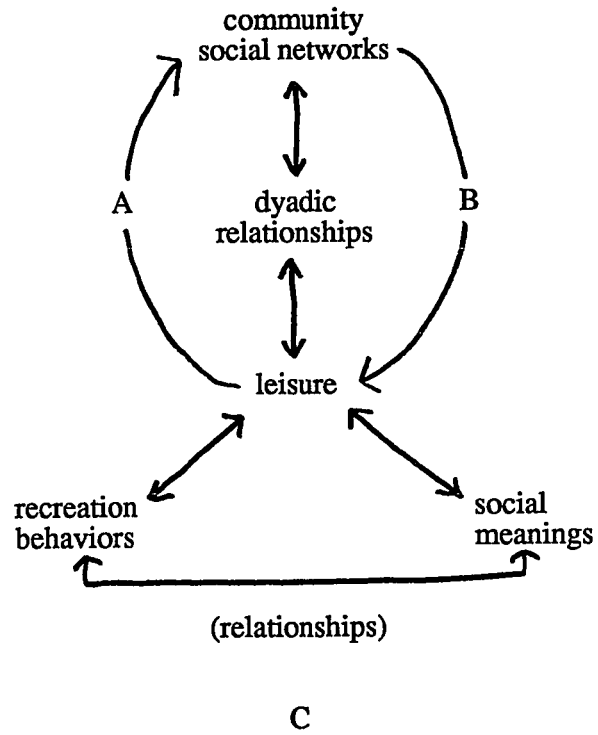 community
social networks
A
B
dyadic
relationships
leisure
recreation
behaviors
social
meanings
(relationships)
C